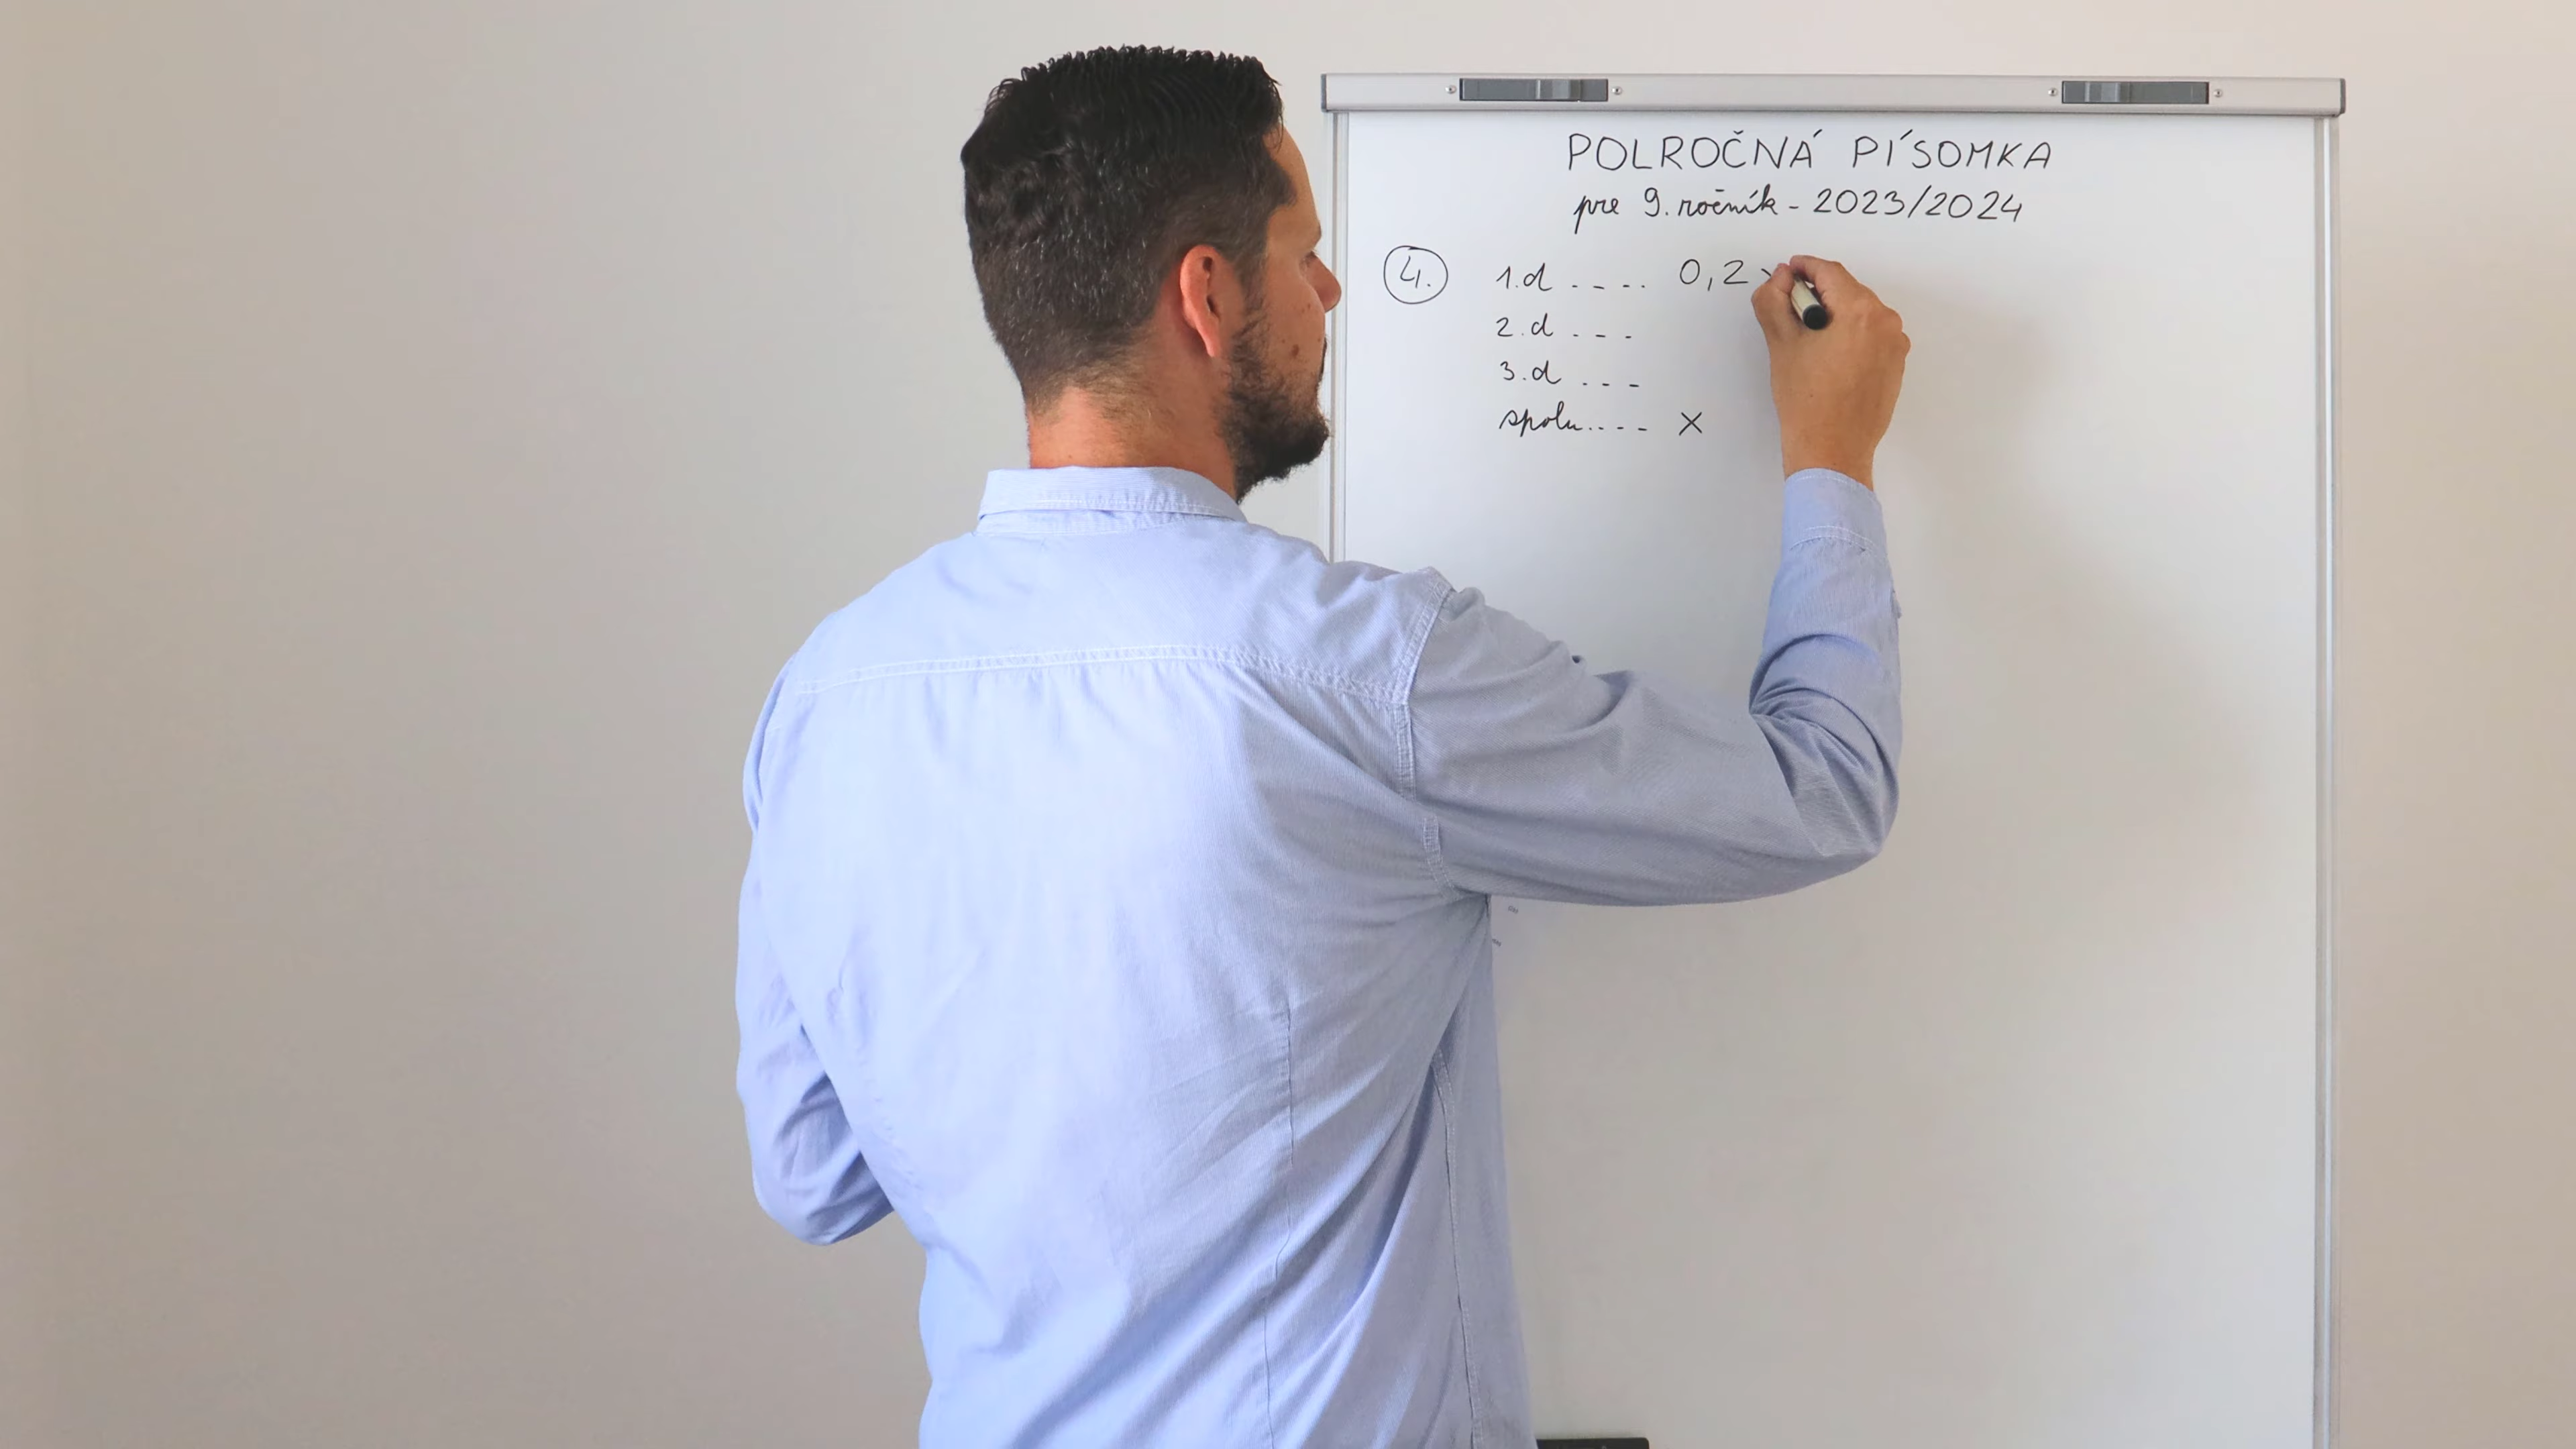 POLROČNÁ PÍSOMKA
pre 9. ročník - 2023/2024
4. 1.d .... 0,2
2.d ...
3.d ...
spolu.... x